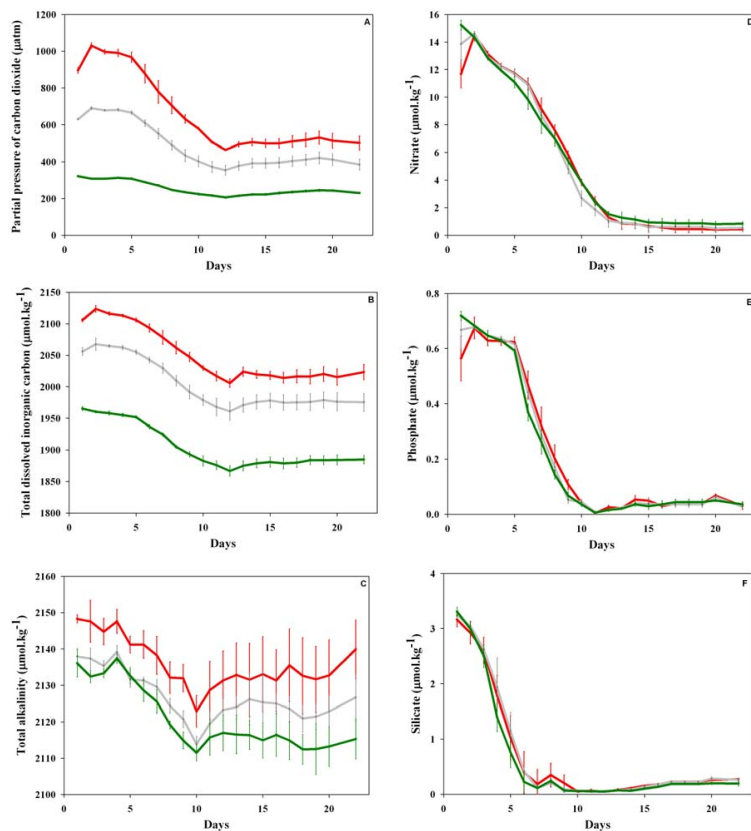 A
Partial pressure of carbon dioxide (μatm)
1200
1000
800
600
400
200
0
0 5 10 15 20
Days
D
Nitrate (μmol.kg⁻¹)
16
14
12
10
8
6
4
2
0
0 5 10 15 20
Days
B
Total dissolved inorganic carbon (μmol.kg⁻¹)
2150
2100
2050
2000
1950
1900
1850
1800
0 5 10 15 20
Days
E
Phosphate (μmol.kg⁻¹)
0.8
0.6
0.4
0.2
0.0
0 5 10 15 20
Days
C
Total alkalinity (μmol.kg⁻¹)
2160
2150
2140
2130
2120
2110
2100
0 5 10 15 20
Days
F
Silicate (μmol.kg⁻¹)
4
3
2
1
0
0 5 10 15 20
Days